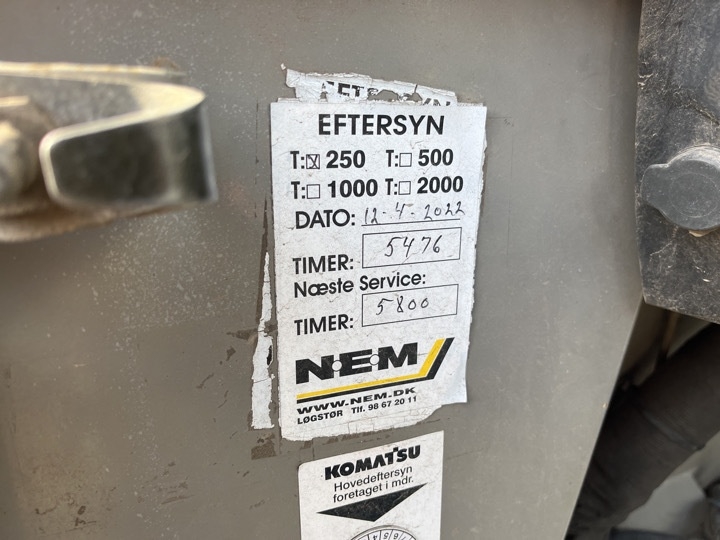 EFTERSYN
EFTERSYN
T:☒ 250 T:☐ 500
T:☐ 1000 T:☐ 2000
DATO: 12-4-2022
TIMER: 5476
Næste Service:
TIMER: 5800
N·E·M
WWW.NEM.DK
LØGSTØR Tlf. 98 67 20 11
KOMATSU
Hovedeftersyn
foretaget i mdr.